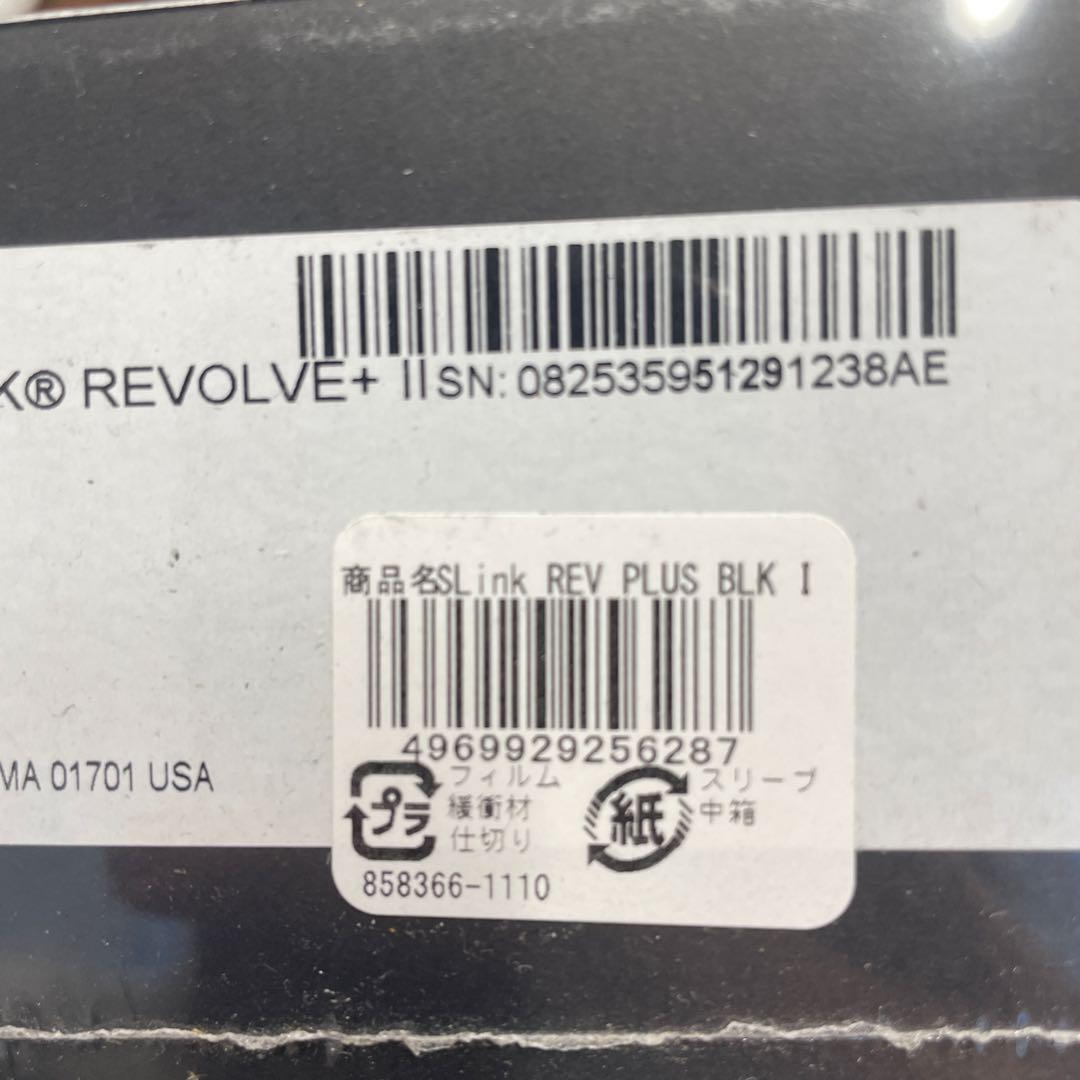 K® REVOLVE+ II SN: 082535951291238AE
商品名SLink REV PLUS BLK I
4969929256287
MA 01701 USA
プラ
フィルム
緩衝材
仕切り
紙
スリーブ
中箱
858366-1110